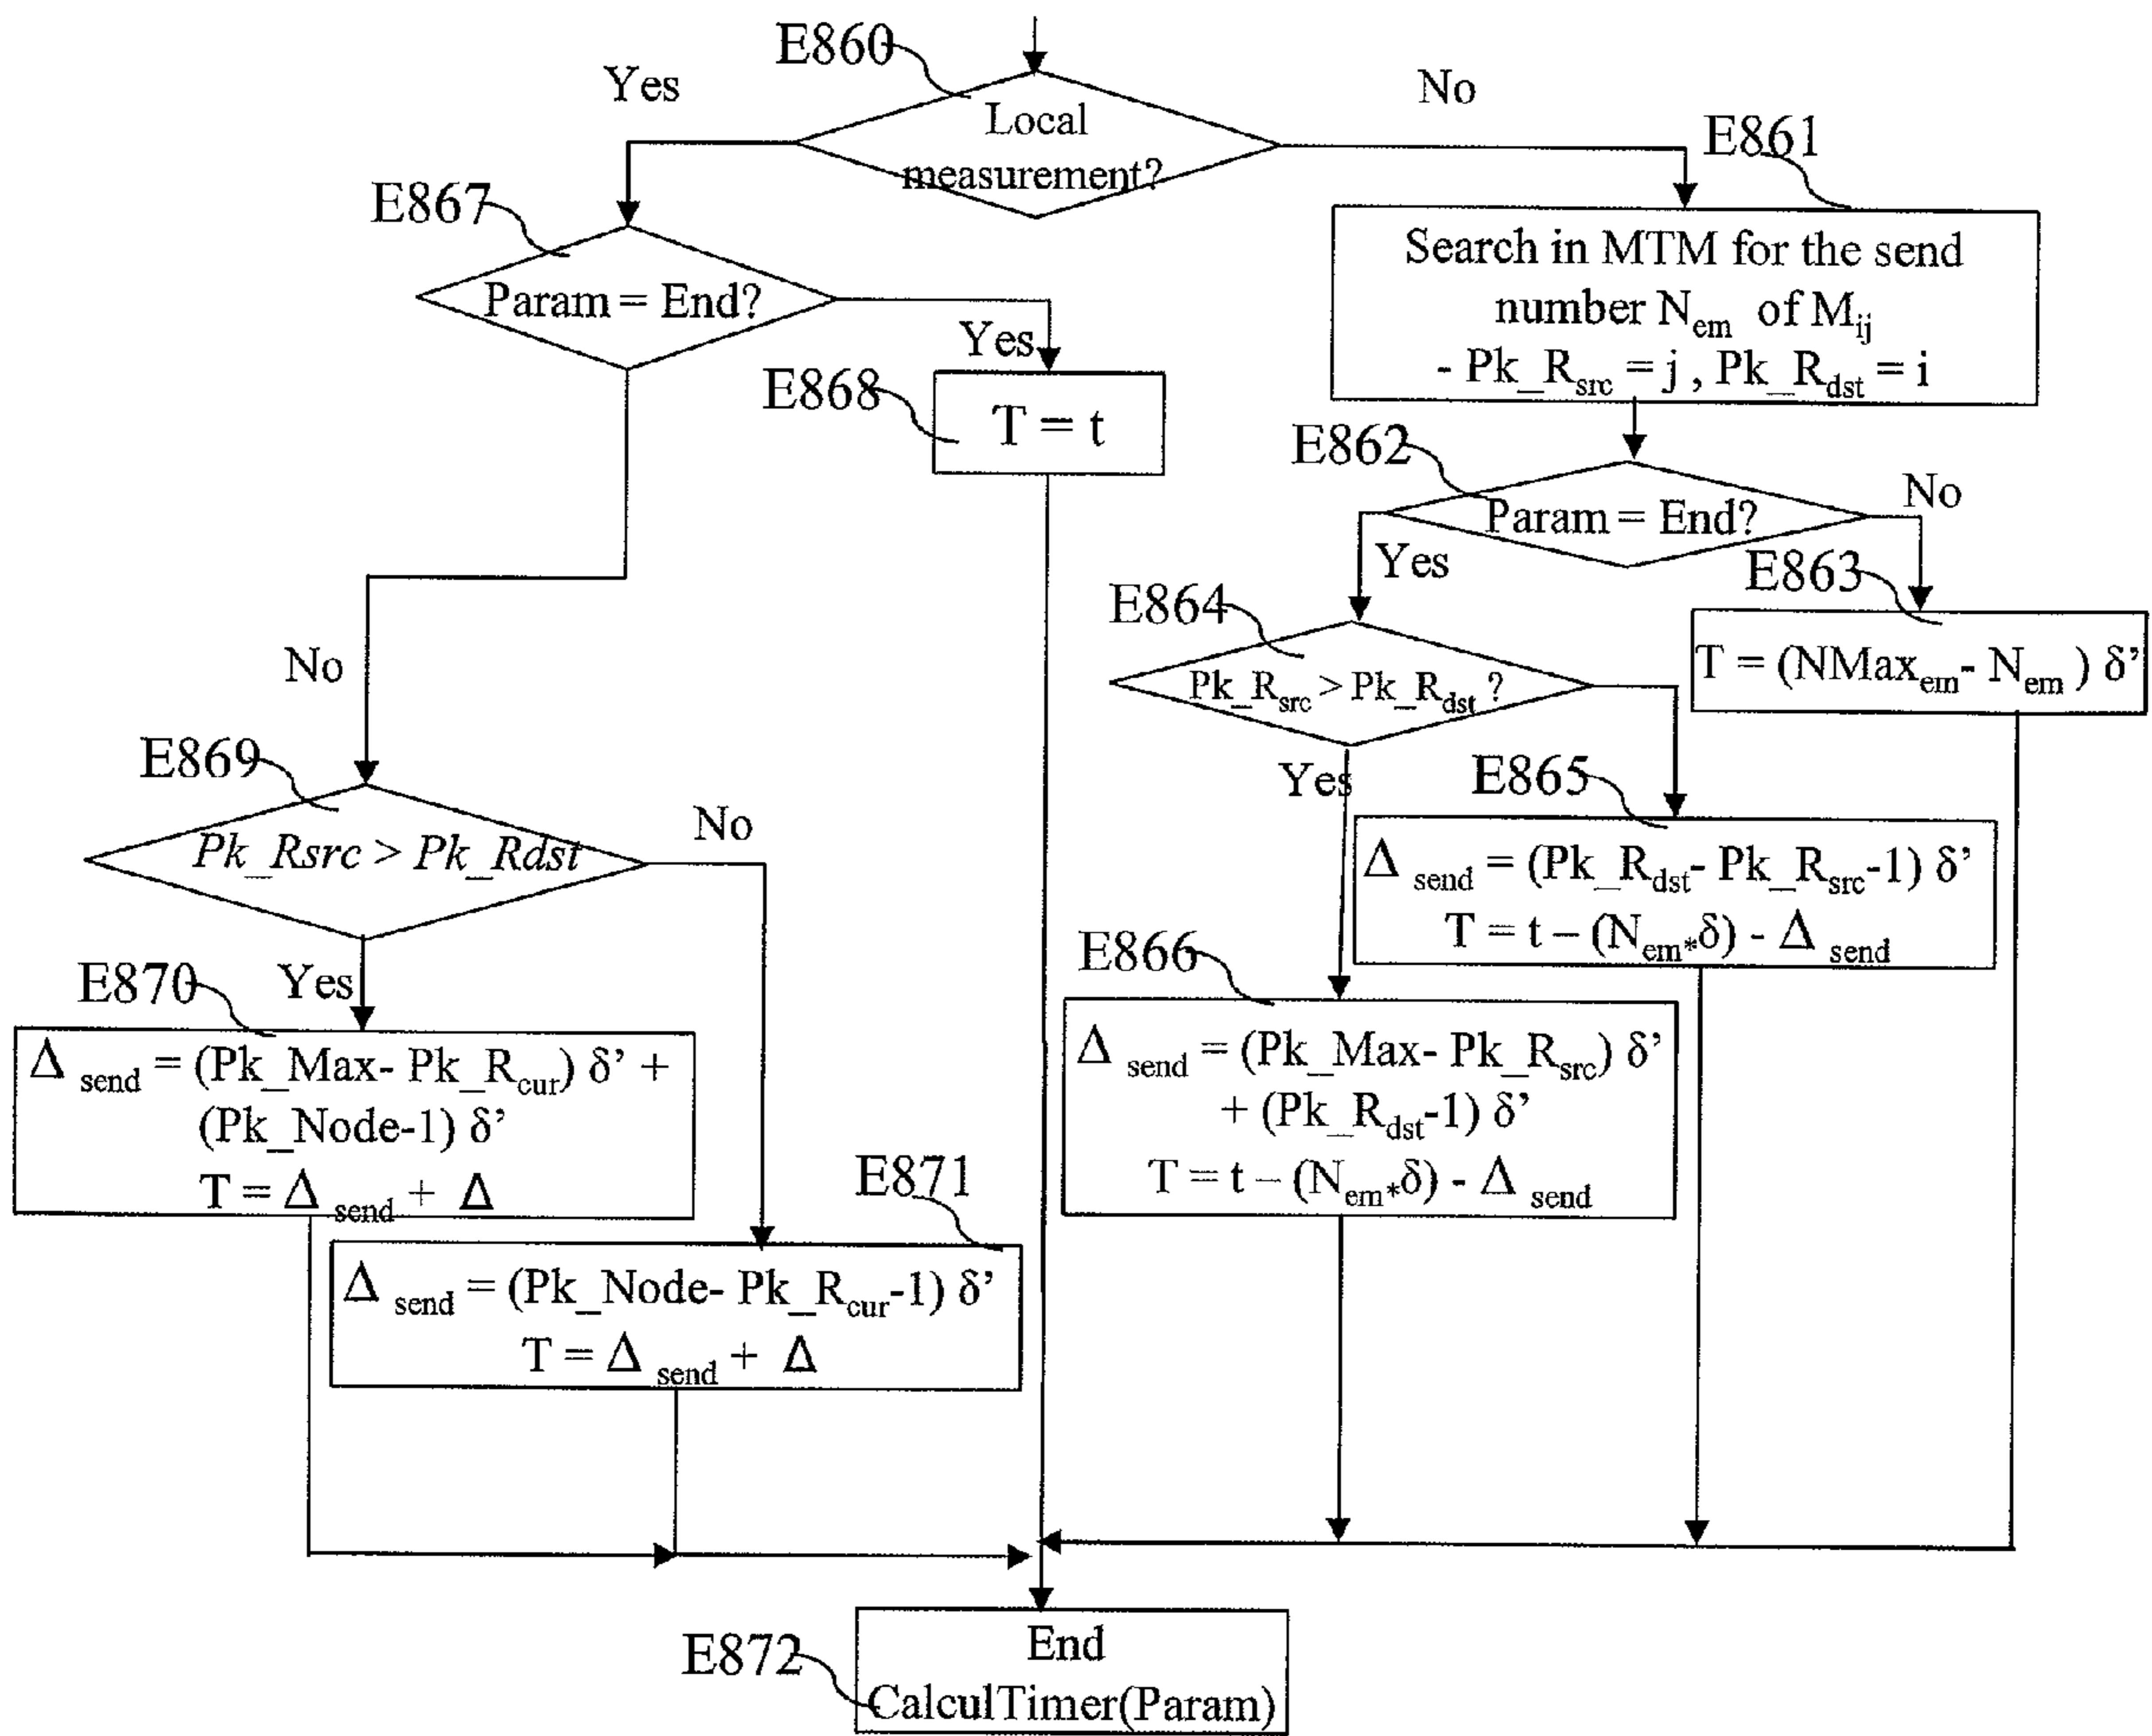 E860
Yes
No
Local
measurement?
E861
E867
Search in MTM for the send
number N_em of M_ij
- Pk_R_src = j , Pk_R_dst = i
Param = End?
Yes
E868
T = t
E862
Param = End?
No
Yes
E863
T = (NMax_em- N_em ) δ’
E864
Pk_R_src > Pk_R_dst ?
No
Yes
E865
Δ_send = (Pk_R_dst- Pk_R_src-1) δ’
T = t – (N_em*δ) - Δ_send
E869
Pk_Rsrc > Pk_Rdst
No
Yes
E866
Δ_send = (Pk_Max- Pk_R_src) δ’
+ (Pk_R_dst-1) δ’
T = t – (N_em*δ) - Δ_send
E870
Δ_send = (Pk_Max- Pk_R_cur) δ’ +
(Pk_Node-1) δ’
T = Δ_send + Δ
E871
Δ_send = (Pk_Node- Pk_R_cur-1) δ’
T = Δ_send + Δ
E872
End
CalculTimer(Param)